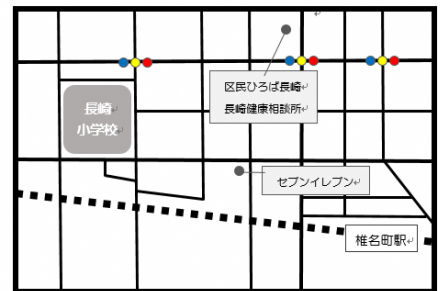 区民ひろば長崎
長崎健康相談所
長崎
小学校
セブンイレブン
椎名町駅